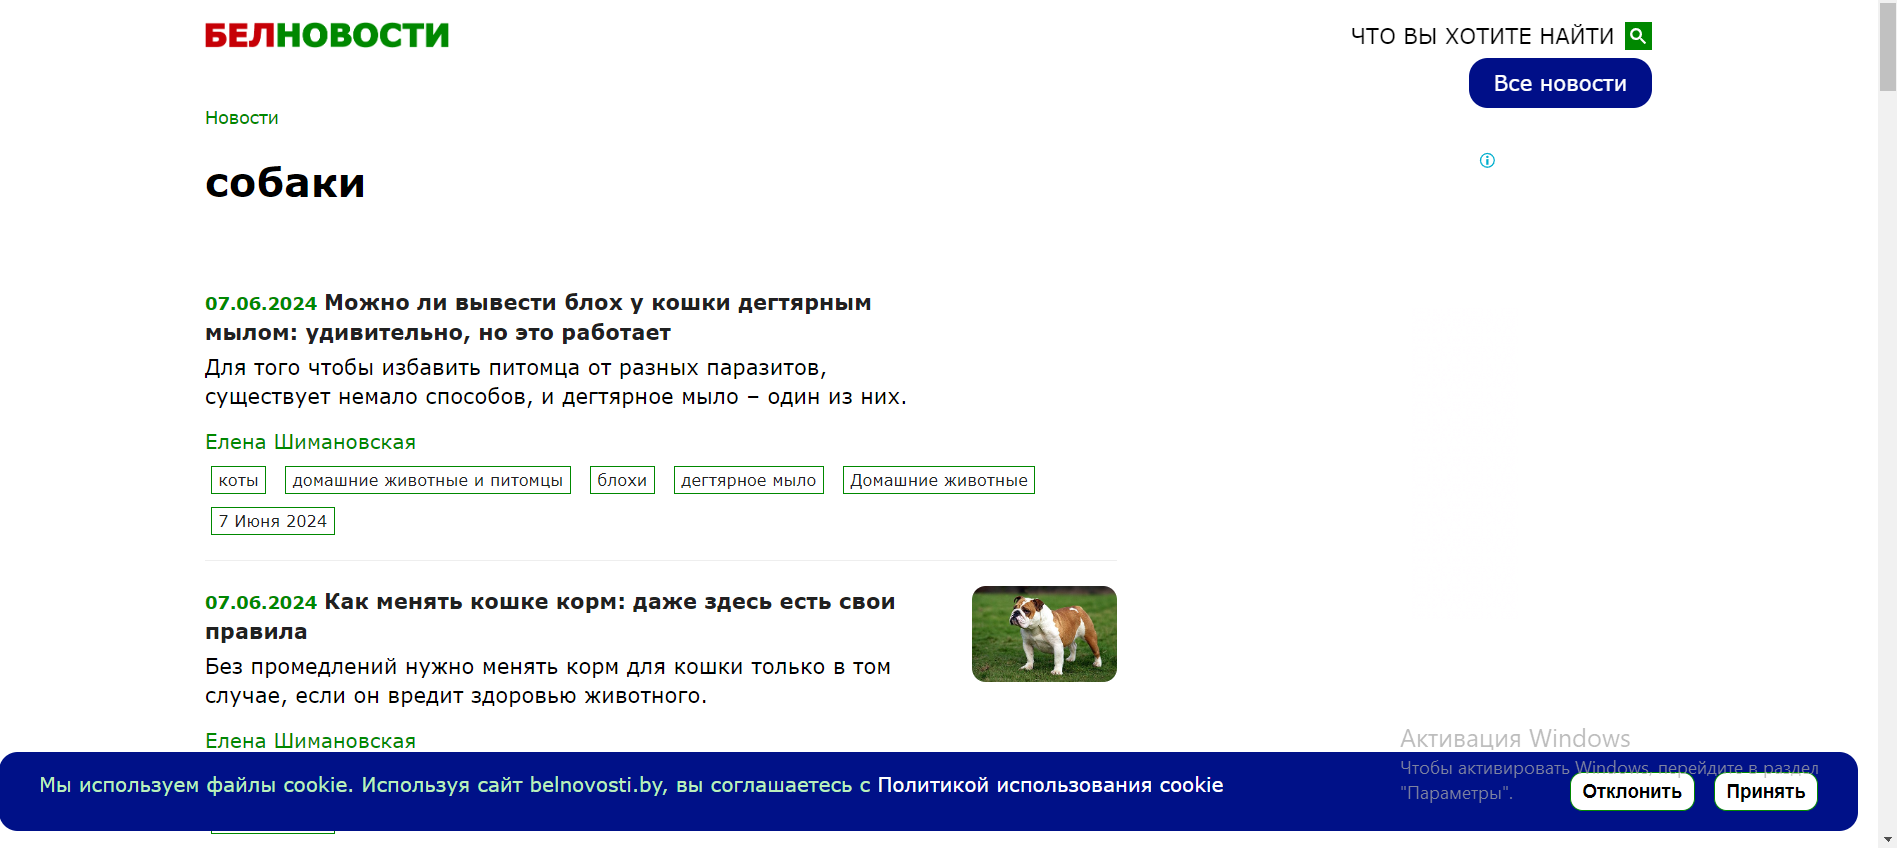 БЕЛНОВОСТИ
ЧТО ВЫ ХОТИТЕ НАЙТИ
Все новости
Новости
собаки
07.06.2024 Можно ли вывести блох у кошки дегтярным
мылом: удивительно, но это работает
Для того чтобы избавить питомца от разных паразитов,
существует немало способов, и дегтярное мыло – один из них.
Елена Шимановская
коты домашние животные и питомцы блохи дегтярное мыло Домашние животные
7 Июня 2024
07.06.2024 Как менять кошке корм: даже здесь есть свои
правила
Без промедлений нужно менять корм для кошки только в том
случае, если он вредит здоровью животного.
Елена Шимановская
Активация Windows
Чтобы активировать Windows, перейдите в раздел
"Параметры".
Мы используем файлы cookie. Используя сайт belnovosti.by, вы соглашаетесь с Политикой использования cookie
Отклонить Принять